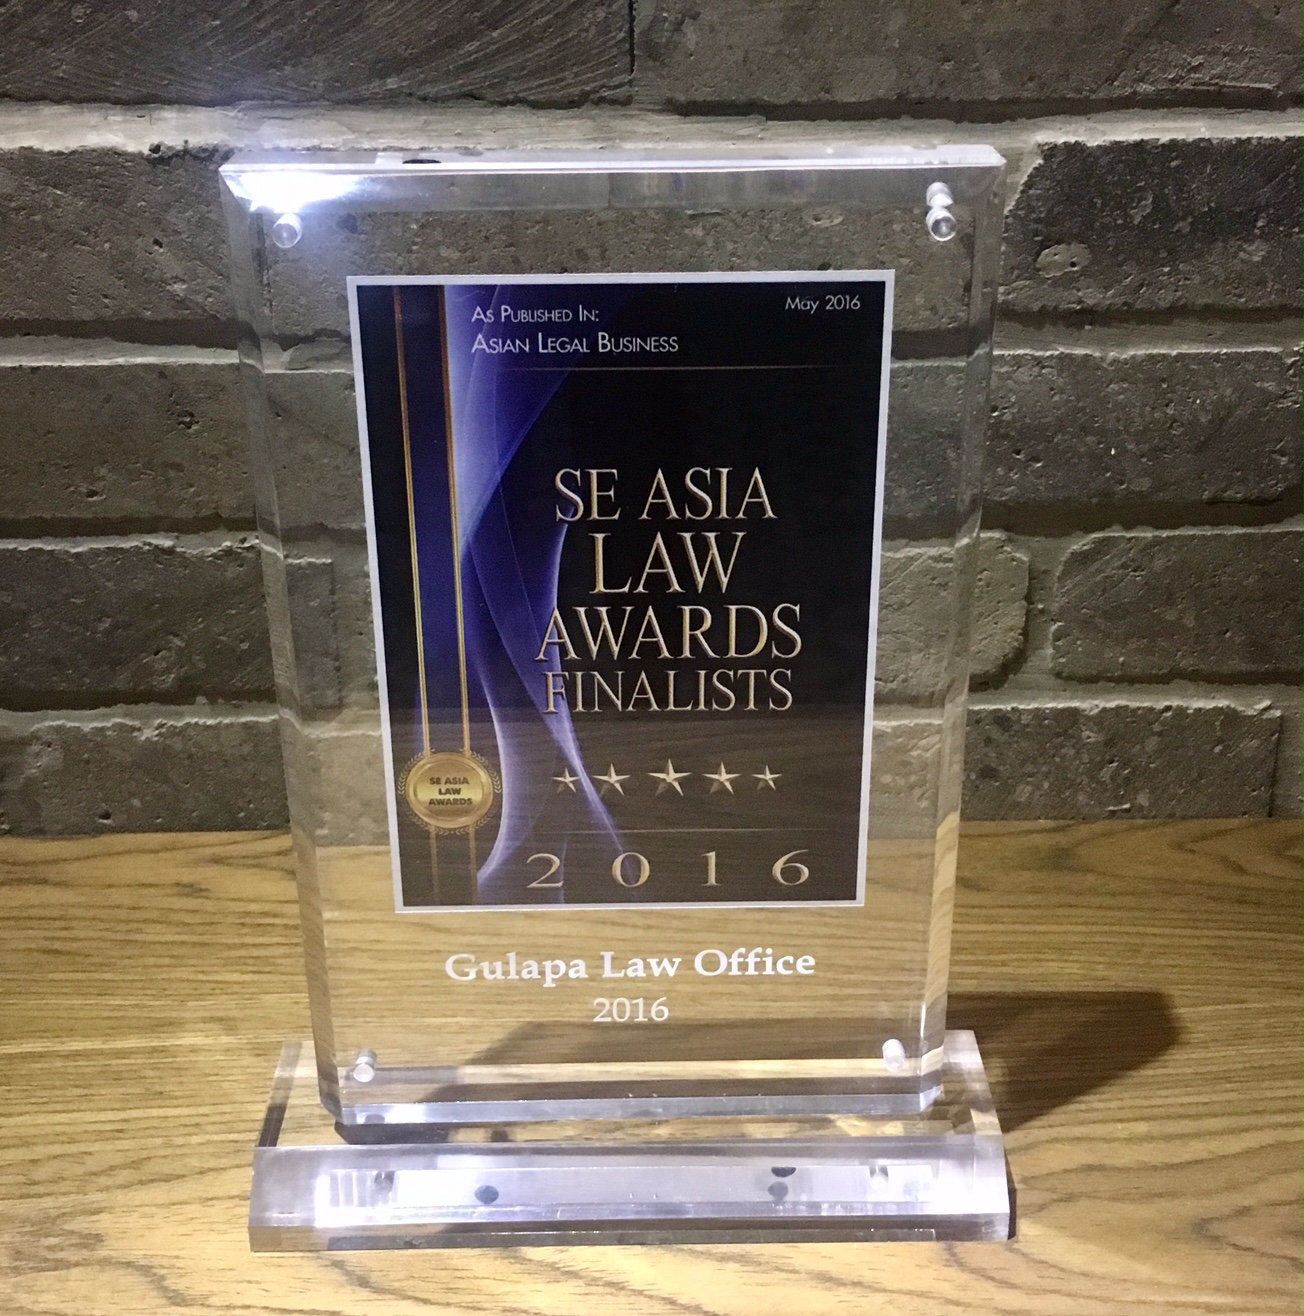 As Published In:
Asian Legal Business
May 2016
SE ASIA
LAW
AWARDS
FINALISTS
SE ASIA
LAW
AWARDS
2016
Gulapa Law Office
2016